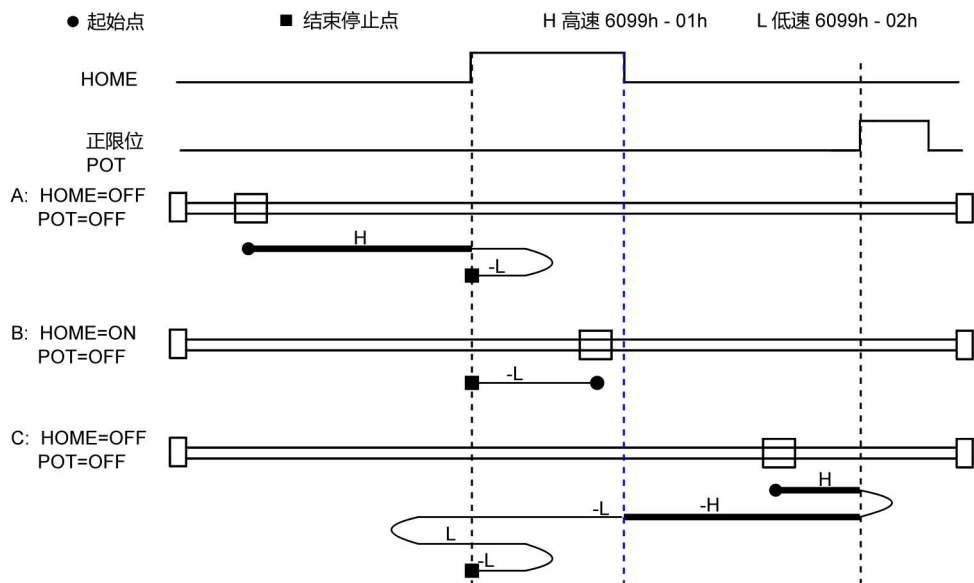 ● 起始点 ■ 结束停止点 H 高速 6099h - 01h L 低速 6099h - 02h
HOME
正限位
POT
A: HOME=OFF
POT=OFF
H
-L
B: HOME=ON
POT=OFF
-L
C: HOME=OFF
POT=OFF
H
-L -H
L
-L